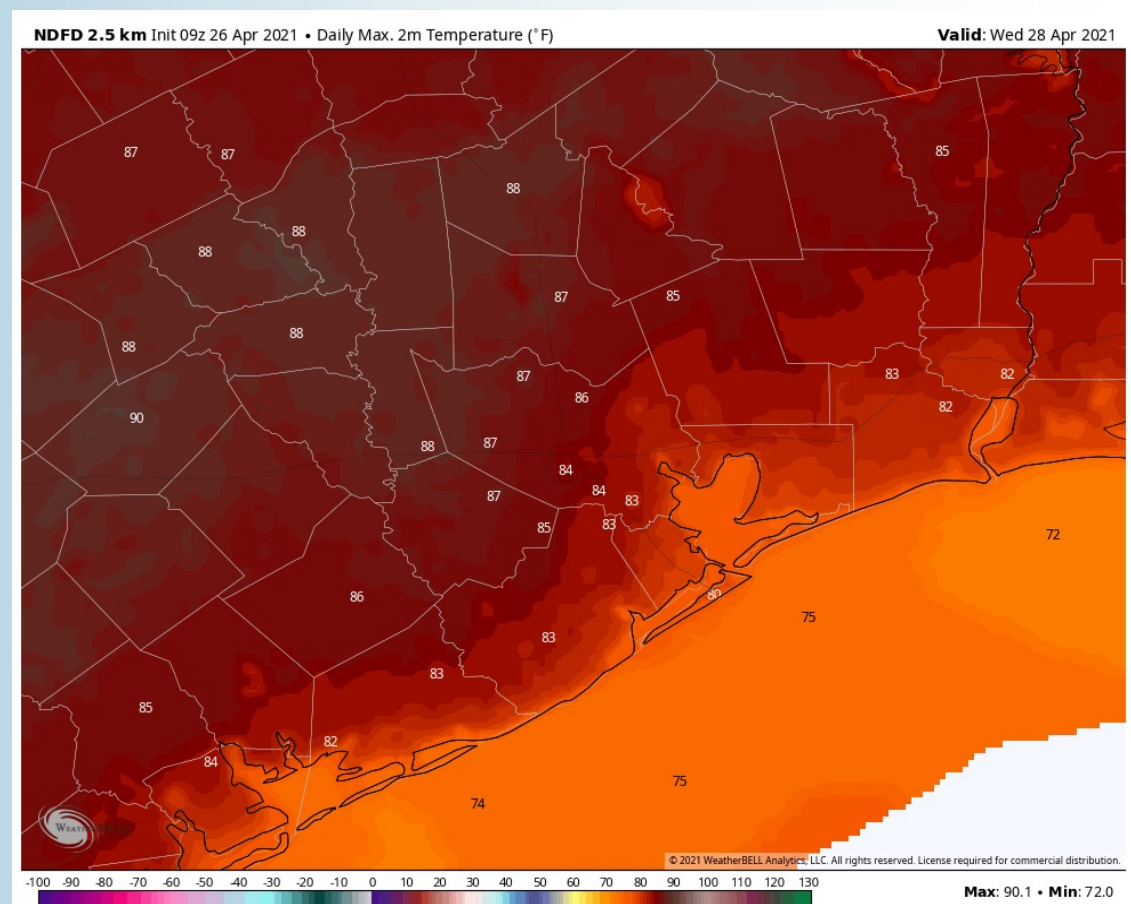 NDFD 2.5 km Init 09z 26 Apr 2021 • Daily Max. 2m Temperature (°F) Valid: Wed 28 Apr 2021
87 87 85
88
88
88
87 85
88
88
87 83 82
86 82
90
88 87
84
87 84 83
85 83
72
80
86 75
83
83
85
82
84 75
74
© 2021 WeatherBELL Analytics, LLC. All rights reserved. License required for commercial distribution.
-100 -90 -80 -70 -60 -50 -40 -30 -20 -10 0 10 20 30 40 50 60 70 80 90 100 110 120 130
Max: 90.1 • Min: 72.0